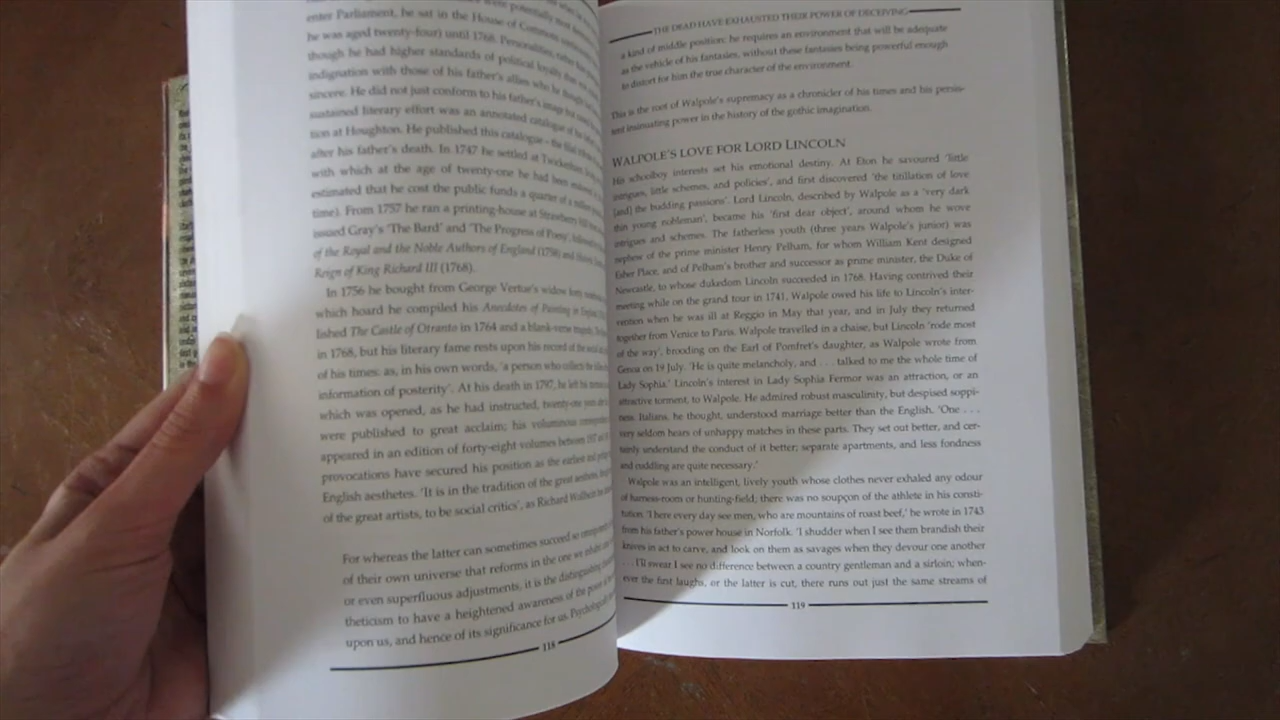 enter Parliament, he sat in the House of Commons
he was aged twenty-four) until 1768. Personalities,
though he had higher standards of political loyalty
indignation with those of his father's allies who he thought
sincere. He did not just conform to his father's image
sustained literary effort was an annotated catalogue of
tion at Houghton. He published this catalogue – the
after his father's death. In 1747 he settled at Twickenham,
with which at the age of twenty-one he had been
estimated that he cost the public funds a quarter of a million
time). From 1757 he ran a printing-house at Strawberry Hill
issued Gray's 'The Bard' and 'The Progress of Poesy',
of the Royal and the Noble Authors of England (1758) and
Reign of King Richard III (1768).
In 1756 he bought from George Vertue's widow forty
which hoard he compiled his Anecdotes of Painting in England
lished The Castle of Otranto in 1764 and a blank-verse tragedy,
in 1768, but his literary fame rests upon his record of the social
of his times: as, in his own words, 'a person who collects the
information of posterity'. At his death in 1797, he left his
which was opened, as he had instructed, twenty-one years
were published to great acclaim; his voluminous
appeared in an edition of forty-eight volumes between
provocations have secured his position as the earliest and
English aesthetes. 'It is in the tradition of the great aesthetes,
of the great artists, to be social critics', as Richard Wollheim
For whereas the latter can sometimes succeed so
of their own universe that reforms in the one we inhabit
or even superfluous adjustments, it is the distinguishing
theticism to have a heightened awareness of the power
upon us, and hence of its significance for us. Psychologically
118
THE DEAD HAVE EXHAUSTED THEIR POWER OF DECEIVING
a kind of middle position: he requires an environment that will be adequate
as the vehicle of his fantasies, without these fantasies being powerful enough
to distort for him the true character of the environment.
This is the root of Walpole's supremacy as a chronicler of his times and his persis-
tent insinuating power in the history of the gothic imagination.
WALPOLE'S LOVE FOR LORD LINCOLN
His schoolboy interests set his emotional destiny. At Eton he savoured 'little
intrigues, little schemes, and policies', and first discovered 'the titillation of love
[and] the budding passions'. Lord Lincoln, described by Walpole as a 'very dark
thin young nobleman', became his 'first dear object', around whom he wove
intrigues and schemes. The fatherless youth (three years Walpole's junior) was
nephew of the prime minister Henry Pelham, for whom William Kent designed
Esher Place, and of Pelham's brother and successor as prime minister, the Duke of
Newcastle, to whose dukedom Lincoln succeeded in 1768. Having contrived their
meeting while on the grand tour in 1741, Walpole owed his life to Lincoln's inter-
vention when he was ill at Reggio in May that year, and in July they returned
together from Venice to Paris. Walpole travelled in a chaise, but Lincoln 'rode most
of the way', brooding on the Earl of Pomfret's daughter, as Walpole wrote from
Genoa on 19 July. 'He is quite melancholy, and . . . talked to me the whole time of
Lady Sophia.' Lincoln's interest in Lady Sophia Fermor was an attraction, or an
attractive torment, to Walpole. He admired robust masculinity, but despised soppi-
ness. Italians, he thought, understood marriage better than the English. 'One . . .
very seldom hears of unhappy matches in these parts. They set out better, and cer-
tainly understand the conduct of it better; separate apartments, and less fondness
and cuddling are quite necessary.'
Walpole was an intelligent, lively youth whose clothes never exhaled any odour
of harness-room or hunting-field; there was no soupçon of the athlete in his consti-
tution. 'I here every day see men, who are mountains of roast beef,' he wrote in 1743
from his father's power house in Norfolk. 'I shudder when I see them brandish their
knives in act to carve, and look on them as savages when they devour one another
. . . I'll swear I see no difference between a country gentleman and a sirloin; when-
ever the first laughs, or the latter is cut, there runs out just the same streams of
119